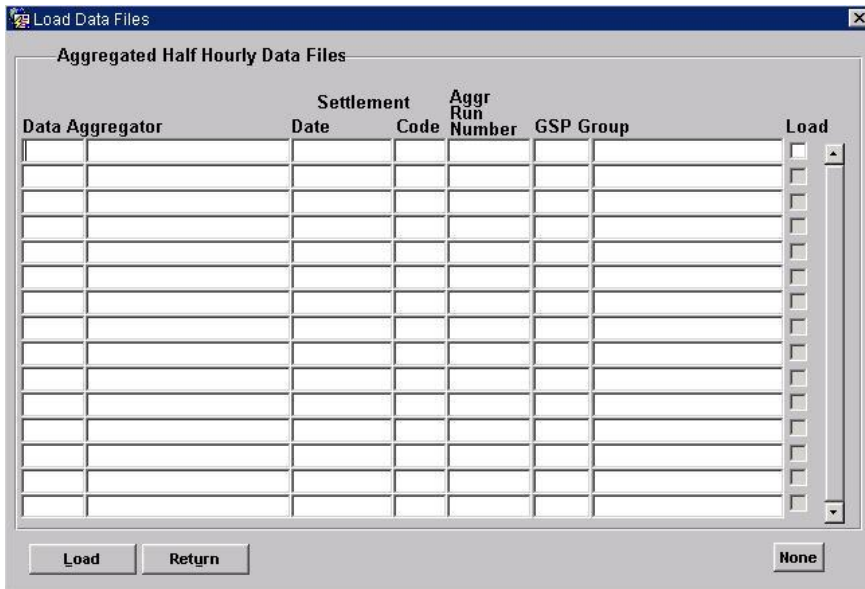 Load Data Files
Aggregated Half Hourly Data Files
Settlement
Aggr
Run
Data Aggregator Date Code Number GSP Group Load
Load Return None